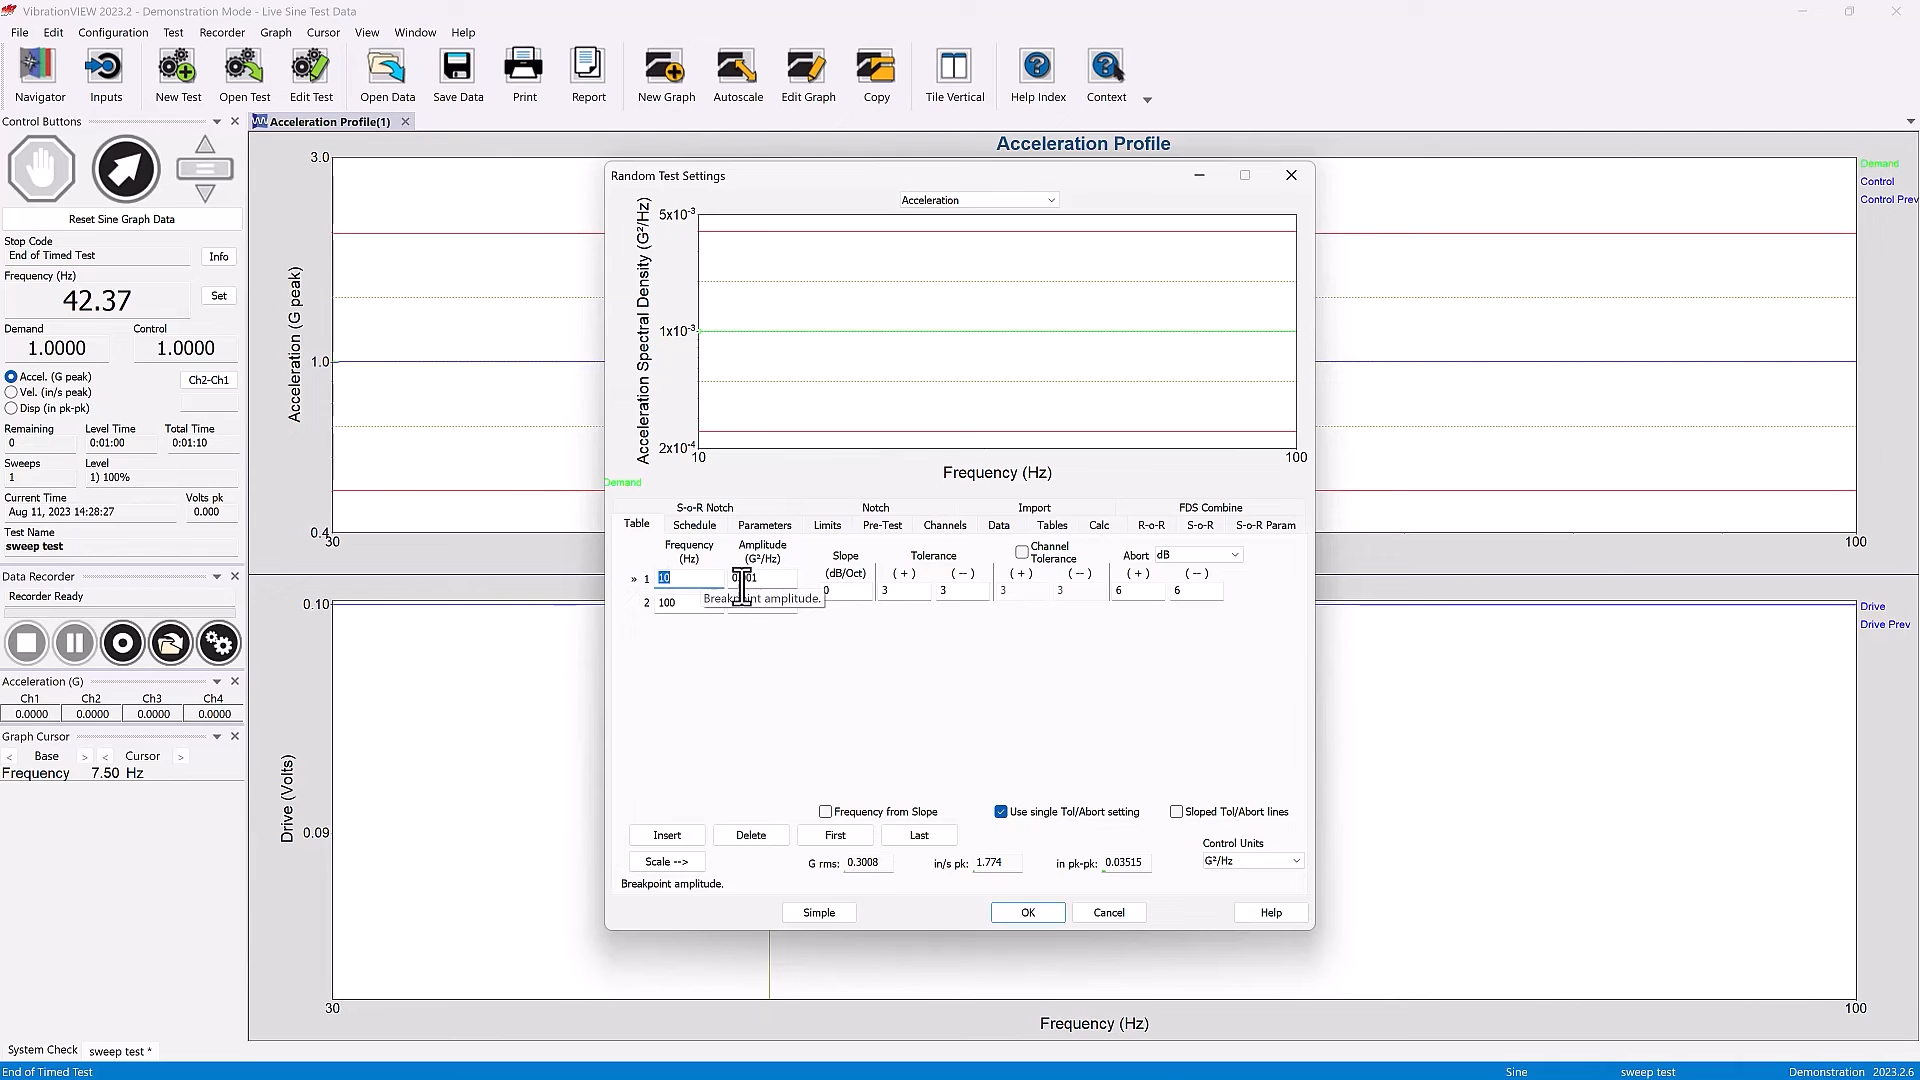 VibrationVIEW 2023.2 - Demonstration Mode - Live Sine Test Data
File Edit Configuration Test Recorder Graph Cursor View Window Help
Navigator Inputs New Test Open Test Edit Test Open Data Save Data Print Report New Graph Autoscale Edit Graph Copy Tile Vertical Help Index Context
Control Buttons
Reset Sine Graph Data
Stop Code
End of Timed Test
Info
Frequency (Hz)
42.37
Set
Demand Control
1.0000 1.0000
Accel. (G peak)
Ch2-Ch1
Vel. (in/s peak)
Disp (in pk-pk)
Remaining Level Time Total Time
0 0:01:00 0:01:10
Sweeps Level
1 1) 100%
Current Time Volts pk
Aug 11, 2023 14:28:27 0.000
Test Name
sweep test
Data Recorder
Recorder Ready
Acceleration (G)
Ch1 Ch2 Ch3 Ch4
0.0000 0.0000 0.0000 0.0000
Graph Cursor
< Base > < Cursor >
Frequency 7.50 Hz
System Check sweep test *
Acceleration Profile(1)
Acceleration Profile
3.0
1.0
0.4
Acceleration (G peak)
30 100
Demand
Control
Control Prev
0.10
0.09
Drive (Volts)
30 100
Frequency (Hz)
Drive
Drive Prev
Random Test Settings
Acceleration
5x10-3
1x10-3
2x10-4
Acceleration Spectral Density (G²/Hz)
10 100
Frequency (Hz)
Demand
S-o-R Notch Notch Import FDS Combine
Table Schedule Parameters Limits Pre-Test Channels Data Tables Calc R-o-R S-o-R S-o-R Param
Frequency (Hz) Amplitude (G²/Hz) Slope (dB/Oct) Tolerance (+) (−) Channel Tolerance (+) (−) Abort dB (+) (−)
» 1 10 0 3 3 3 3 6 6
2 100
Breakpoint amplitude.
Frequency from Slope Use single Tol/Abort setting Sloped Tol/Abort lines
Insert Delete First Last
Control Units
G²/Hz
Scale --> G rms: 0.3008 in/s pk: 1.774 in pk-pk: 0.03515
Breakpoint amplitude.
Simple OK Cancel Help
End of Timed Test Sine sweep test Demonstration 2023.2.6